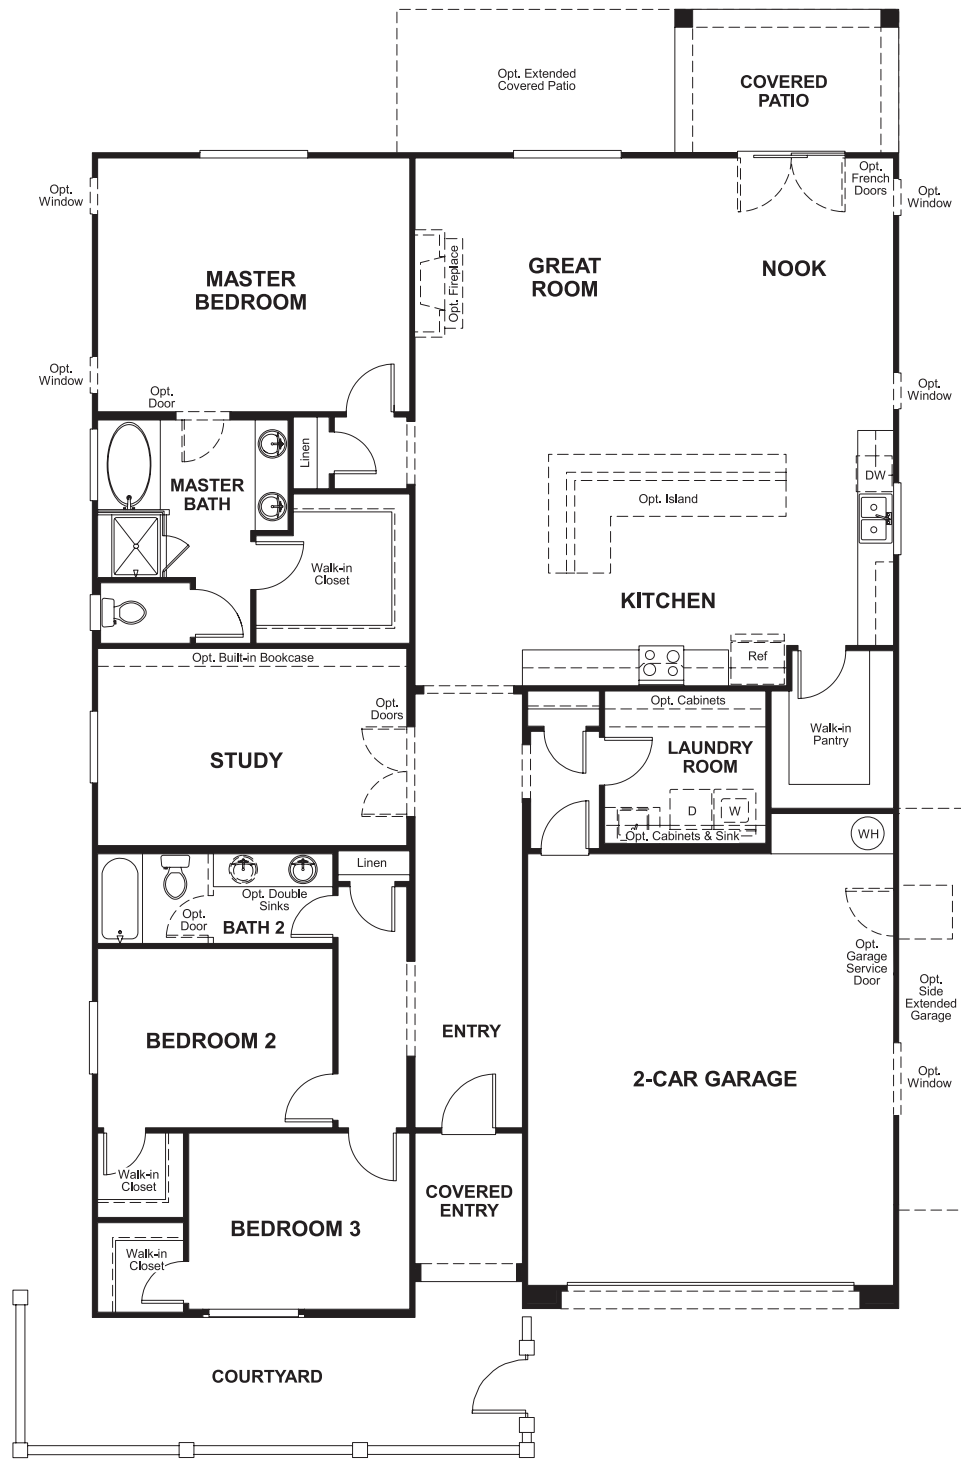 Opt. Extended
Covered Patio
COVERED
PATIO
Opt.
French
Doors
Opt.
Window
Opt.
Window
MASTER
BEDROOM
GREAT
ROOM
NOOK
Opt. Fireplace
Opt.
Window
Opt.
Door
Opt.
Window
Linen
MASTER
BATH
DW
Opt. Island
Walk-in
Closet
KITCHEN
Opt. Built-in Bookcase
Ref
Opt.
Doors
Opt. Cabinets
Walk-in
Pantry
STUDY
LAUNDRY
ROOM
D
W
Opt. Cabinets & Sink
WH
Linen
Opt. Double
Sinks
Opt.
Door
BATH 2
Opt.
Garage
Service
Door
Opt.
Side
Extended
Garage
BEDROOM 2
ENTRY
2-CAR GARAGE
Opt.
Window
Walk-in
Closet
COVERED
ENTRY
BEDROOM 3
Walk-in
Closet
COURTYARD